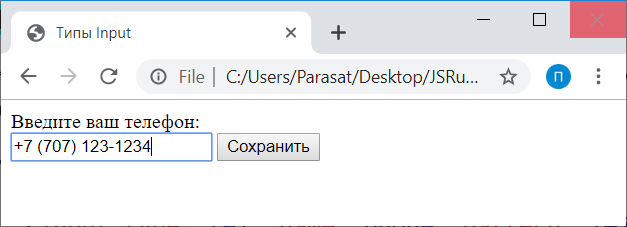 Типы Input
File | C:/Users/Parasat/Desktop/JSRu...
П
Введите ваш телефон:
+7 (707) 123-1234
Сохранить